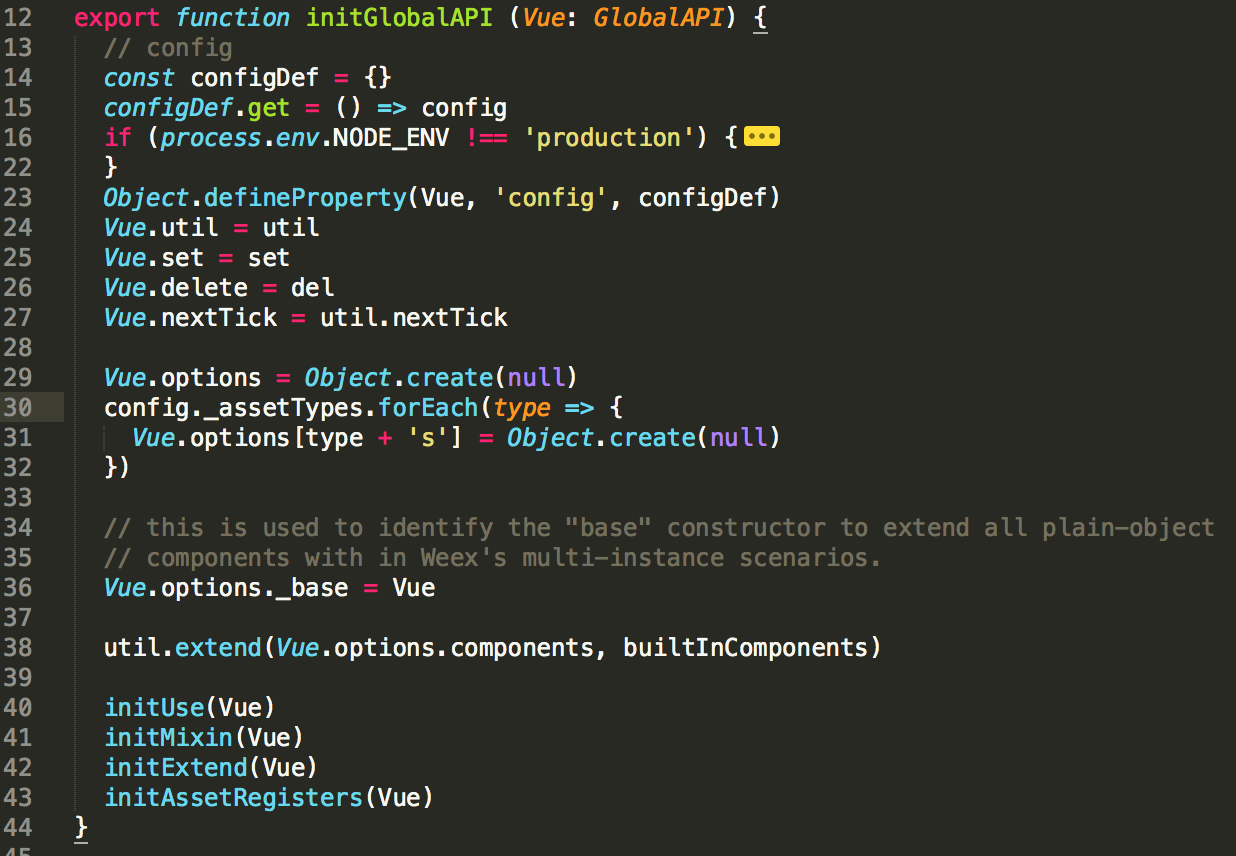 12 export function initGlobalAPI (Vue: GlobalAPI) {
13   // config
14   const configDef = {}
15   configDef.get = () => config
16   if (process.env.NODE_ENV !== 'production') {•••
22   }
23   Object.defineProperty(Vue, 'config', configDef)
24   Vue.util = util
25   Vue.set = set
26   Vue.delete = del
27   Vue.nextTick = util.nextTick
28
29   Vue.options = Object.create(null)
30   config._assetTypes.forEach(type => {
31     Vue.options[type + 's'] = Object.create(null)
32   })
33
34   // this is used to identify the "base" constructor to extend all plain-object
35   // components with in Weex's multi-instance scenarios.
36   Vue.options._base = Vue
37
38   util.extend(Vue.options.components, builtInComponents)
39
40   initUse(Vue)
41   initMixin(Vue)
42   initExtend(Vue)
43   initAssetRegisters(Vue)
44 }
45